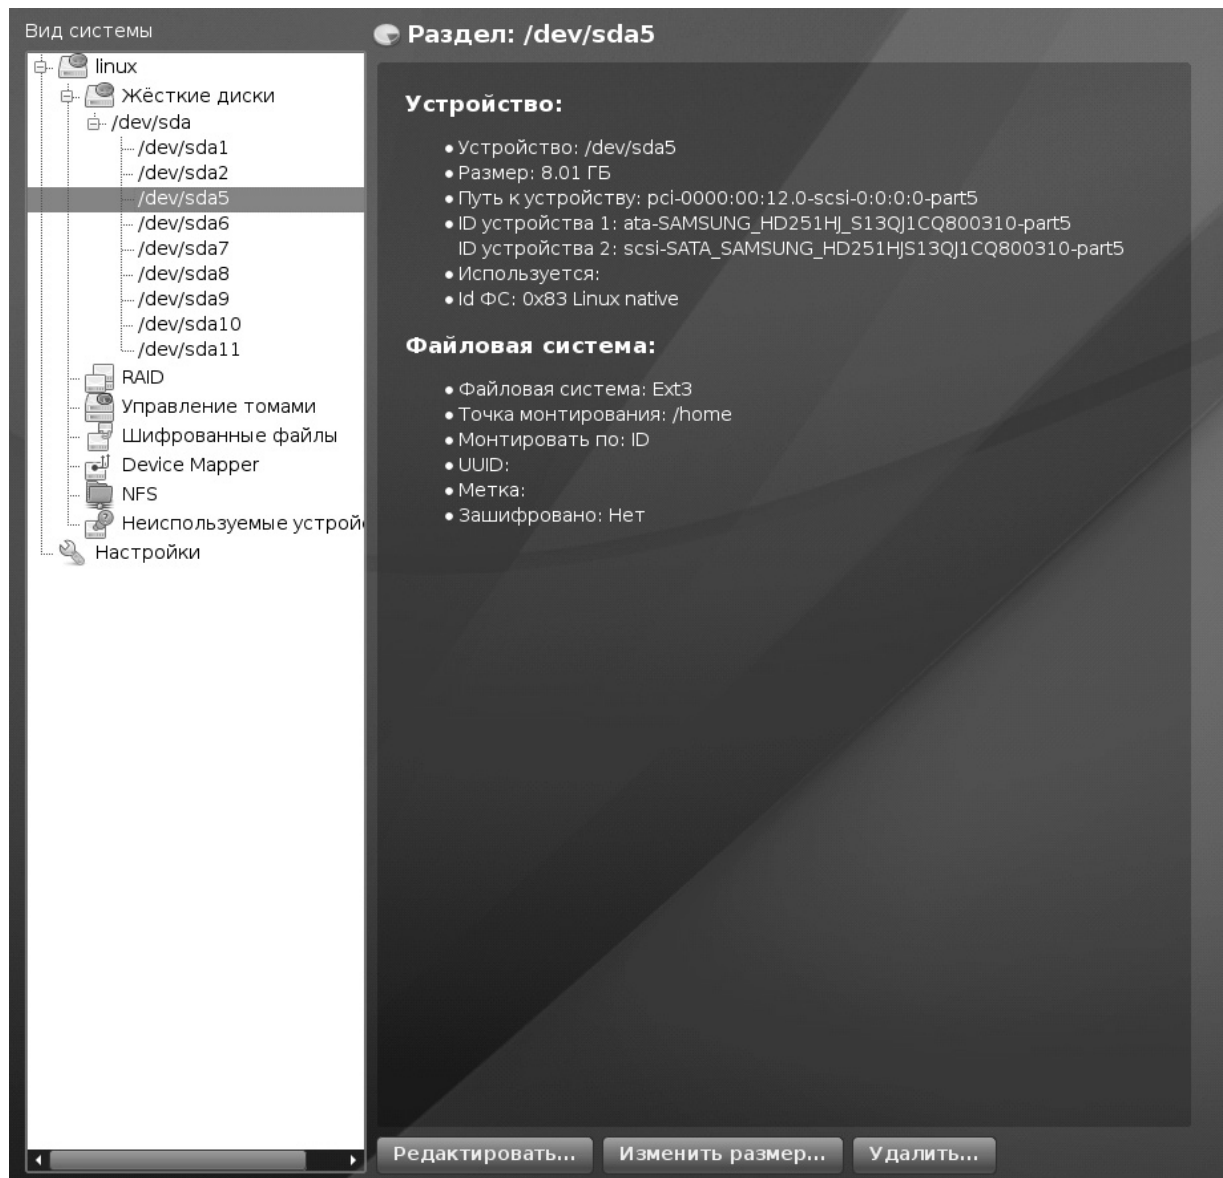 Вид системы
linux
Жёсткие диски
/dev/sda
/dev/sda1
/dev/sda2
/dev/sda5
/dev/sda6
/dev/sda7
/dev/sda8
/dev/sda9
/dev/sda10
/dev/sda11
RAID
Управление томами
Шифрованные файлы
Device Mapper
NFS
Неиспользуемые устрой
Настройки
Раздел: /dev/sda5
Устройство:
• Устройство: /dev/sda5
• Размер: 8.01 ГБ
• Путь к устройству: pci-0000:00:12.0-scsi-0:0:0:0-part5
• ID устройства 1: ata-SAMSUNG_HD251HJ_S13QJ1CQ800310-part5
ID устройства 2: scsi-SATA_SAMSUNG_HD251HJS13QJ1CQ800310-part5
• Используется:
• Id ФС: 0x83 Linux native
Файловая система:
• Файловая система: Ext3
• Точка монтирования: /home
• Монтировать по: ID
• UUID:
• Метка:
• Зашифровано: Нет
Редактировать...
Изменить размер...
Удалить...